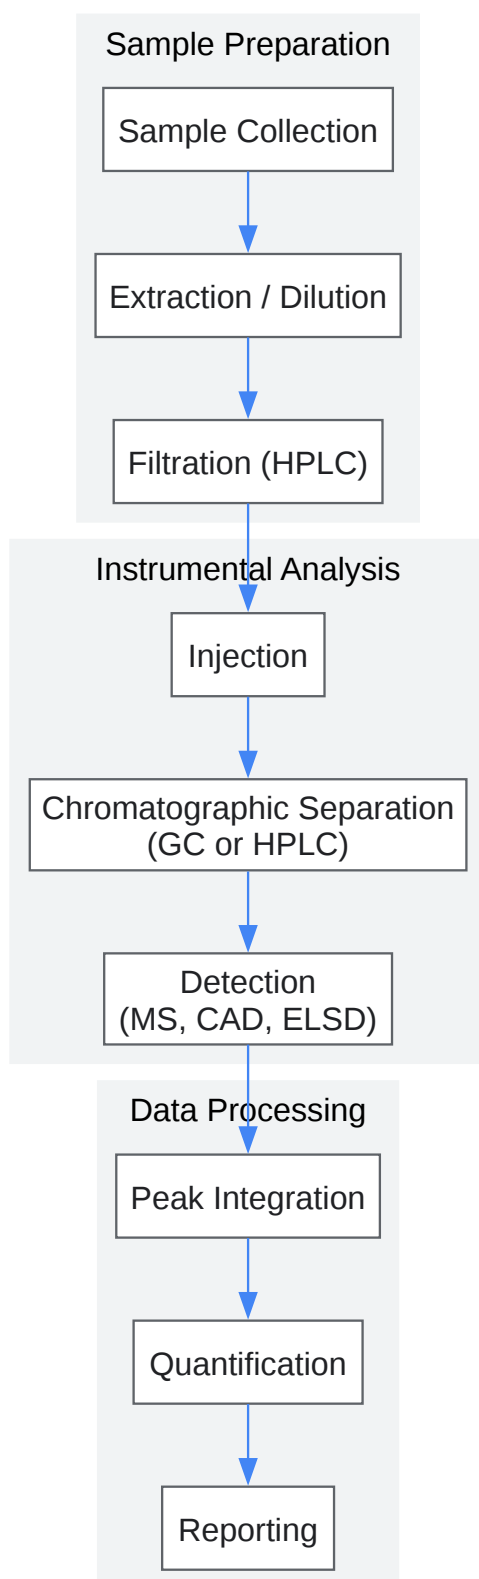 Sample Preparation
Sample Collection
Extraction / Dilution
Filtration (HPLC)
Instrumental Analysis
Injection
Chromatographic Separation
(GC or HPLC)
Detection
(MS, CAD, ELSD)
Data Processing
Peak Integration
Quantification
Reporting